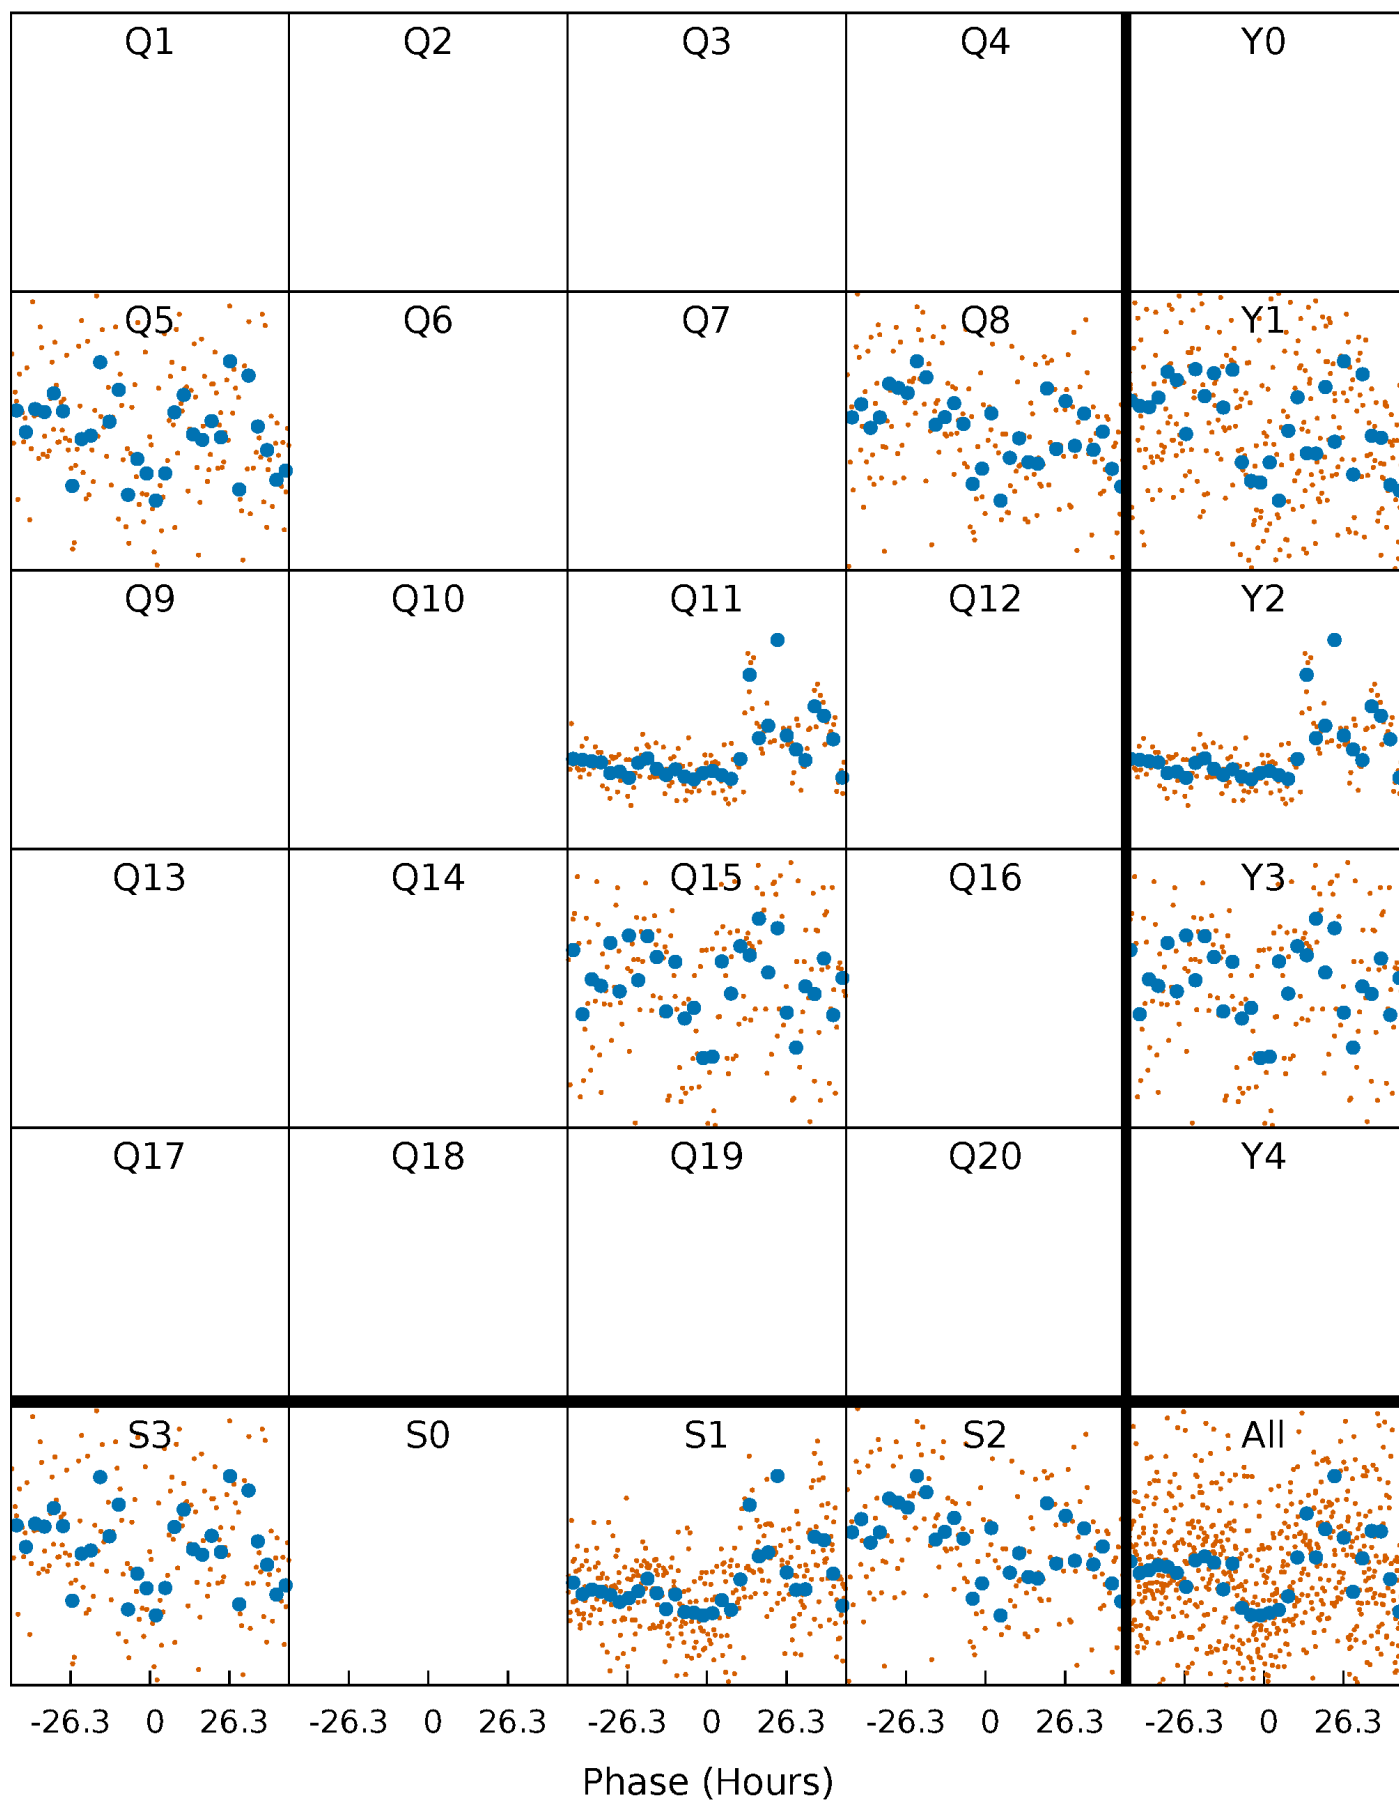 Q1 Q2 Q3 Q4 Y0
Q5 Q6 Q7 Q8 Y1
Q9 Q10 Q11 Q12 Y2
Q13 Q14 Q15 Q16 Y3
Q17 Q18 Q19 Q20 Y4
S3 S0 S1 S2 All
-26.3 0 26.3 -26.3 0 26.3 -26.3 0 26.3 -26.3 0 26.3 -26.3 0 26.3
Phase (Hours)